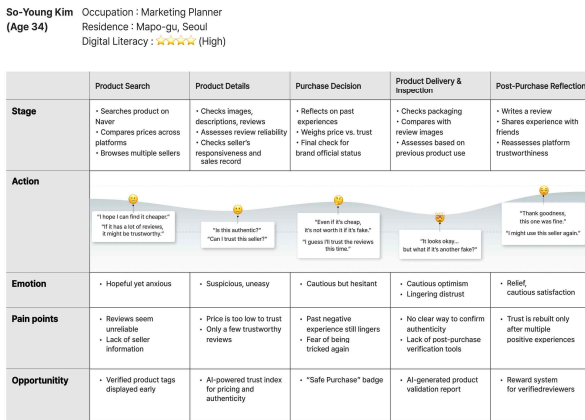 So-Young Kim Occupation : Marketing Planner
(Age 34) Residence : Mapo-gu, Seoul
Digital Literacy : ⭐⭐⭐⭐ (High)
Product Search
Product Details
Purchase Decision
Product Delivery &
Inspection
Post-Purchase Reflection
Stage
• Searches product on
Naver
• Compares prices across
platforms
• Browses multiple sellers
• Checks images,
descriptions, reviews
• Assesses review reliability
• Checks seller's
responsiveness and
sales record
• Reflects on past
experiences
• Weighs price vs. trust
• Final check for
brand official status
• Checks packaging
• Compares with
review images
• Assesses based on
previous product use
• Writes a review
• Shares experience with
friends
• Reassesses platform
trustworthiness
Action
"I hope I can find it cheaper."
"If it has a lot of reviews,
it might be trustworthy."
"Is this authentic?"
"Can I trust this seller?"
"Even if it's cheap,
it's not worth it if it's fake."
"I guess I'll trust the reviews
this time."
"It looks okay...
but what if it's another fake?"
"Thank goodness,
this one was fine."
"I might use this seller again."
Emotion
• Hopeful yet anxious
• Suspicious, uneasy
• Cautious but hesitant
• Cautious optimism
• Lingering distrust
• Relief,
cautious satisfaction
Pain points
• Reviews seem
unreliable
• Lack of seller
information
• Price is too low to trust
• Only a few trustworthy
reviews
• Past negative
experience still lingers
• Fear of being
tricked again
• No clear way to confirm
authenticity
• Lack of post-purchase
verification tools
• Trust is rebuilt only
after multiple
positive experiences
Opportunitity
• Verified product tags
displayed early
• AI-powered trust index
for pricing and
authenticity
• "Safe Purchase" badge
• AI-generated product
validation report
• Reward system
for verifiedreviewers